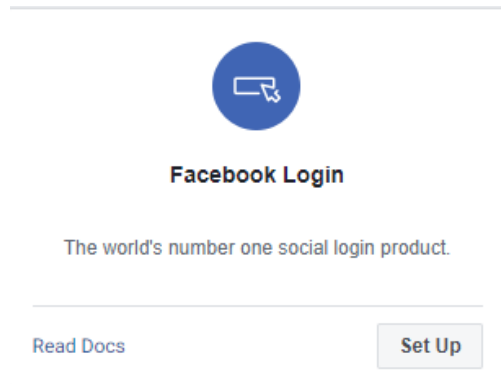 Facebook Login
The world's number one social login product.
Read Docs
Set Up